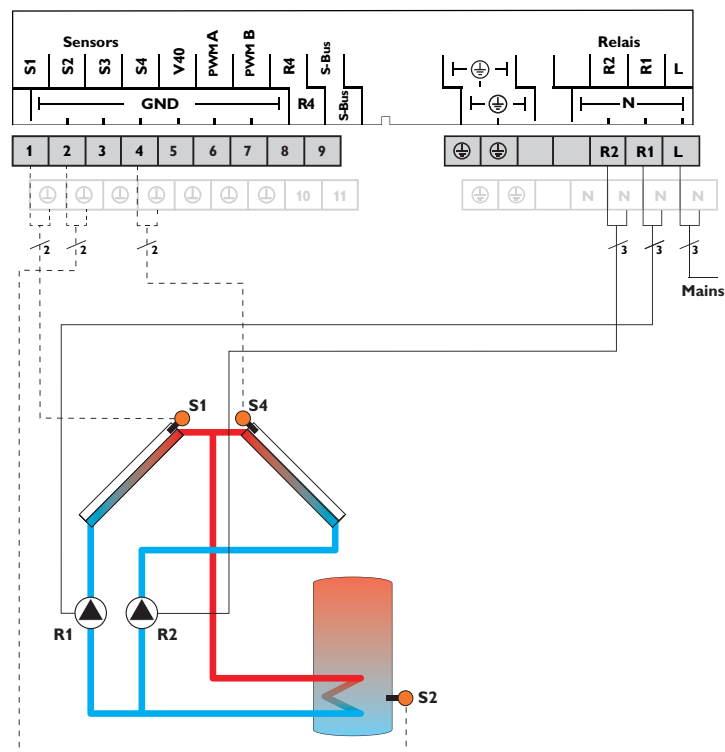 Sensors
Relais
S1 S2 S3 S4 V40 PWM A PWM B R4 S-Bus
R2 R1 L
GND R4 S-Bus
N
1 2 3 4 5 6 7 8 9
R2 R1 L
10 11
N N N N
2 2 2
3 3 3
Mains
S1 S4
R1 R2
S2